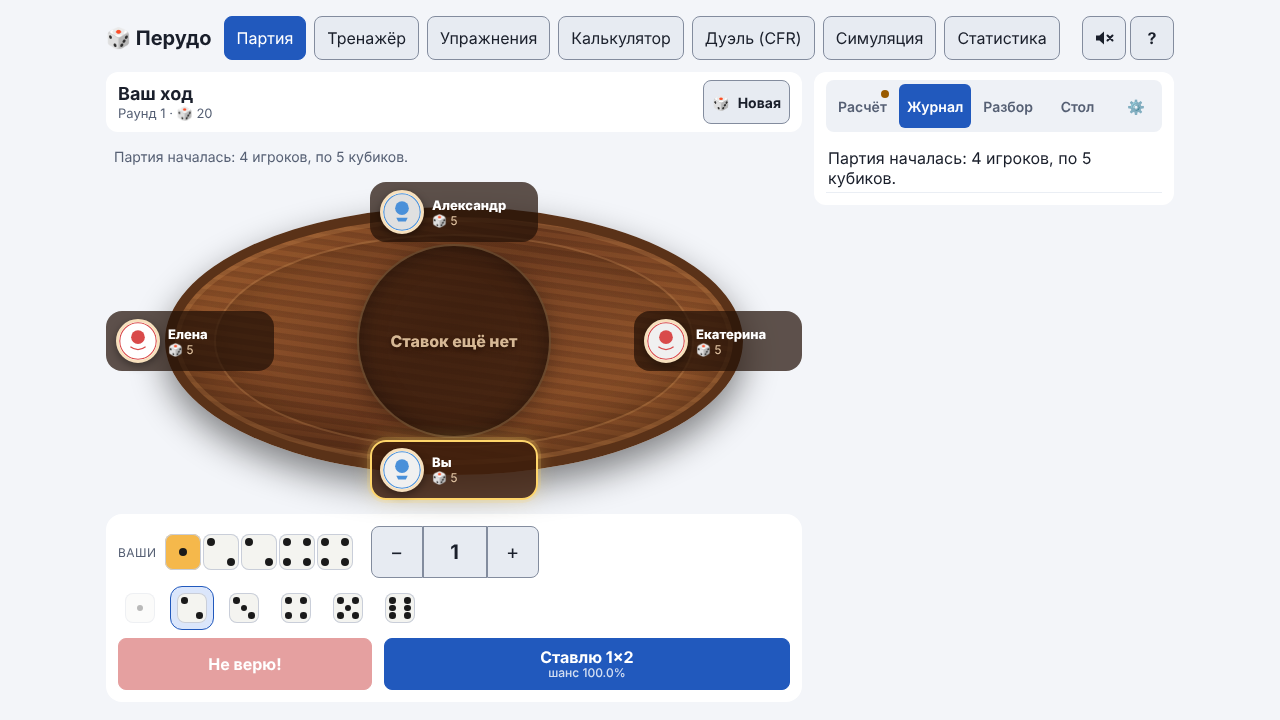 🎲 Перудо
Партия
Тренажёр
Упражнения
Калькулятор
Дуэль (CFR)
Симуляция
Статистика
?
Ваш ход
Раунд 1 · 🎲 20
🎲 Новая
Расчёт
Журнал
Разбор
Стол
Партия началась: 4 игроков, по 5 кубиков.
Партия началась: 4 игроков, по 5
кубиков.
Александр
🎲 5
Елена
🎲 5
Ставок ещё нет
Екатерина
🎲 5
Вы
🎲 5
ВАШИ
− 1 +
Не верю!
Ставлю 1×2
шанс 100.0%